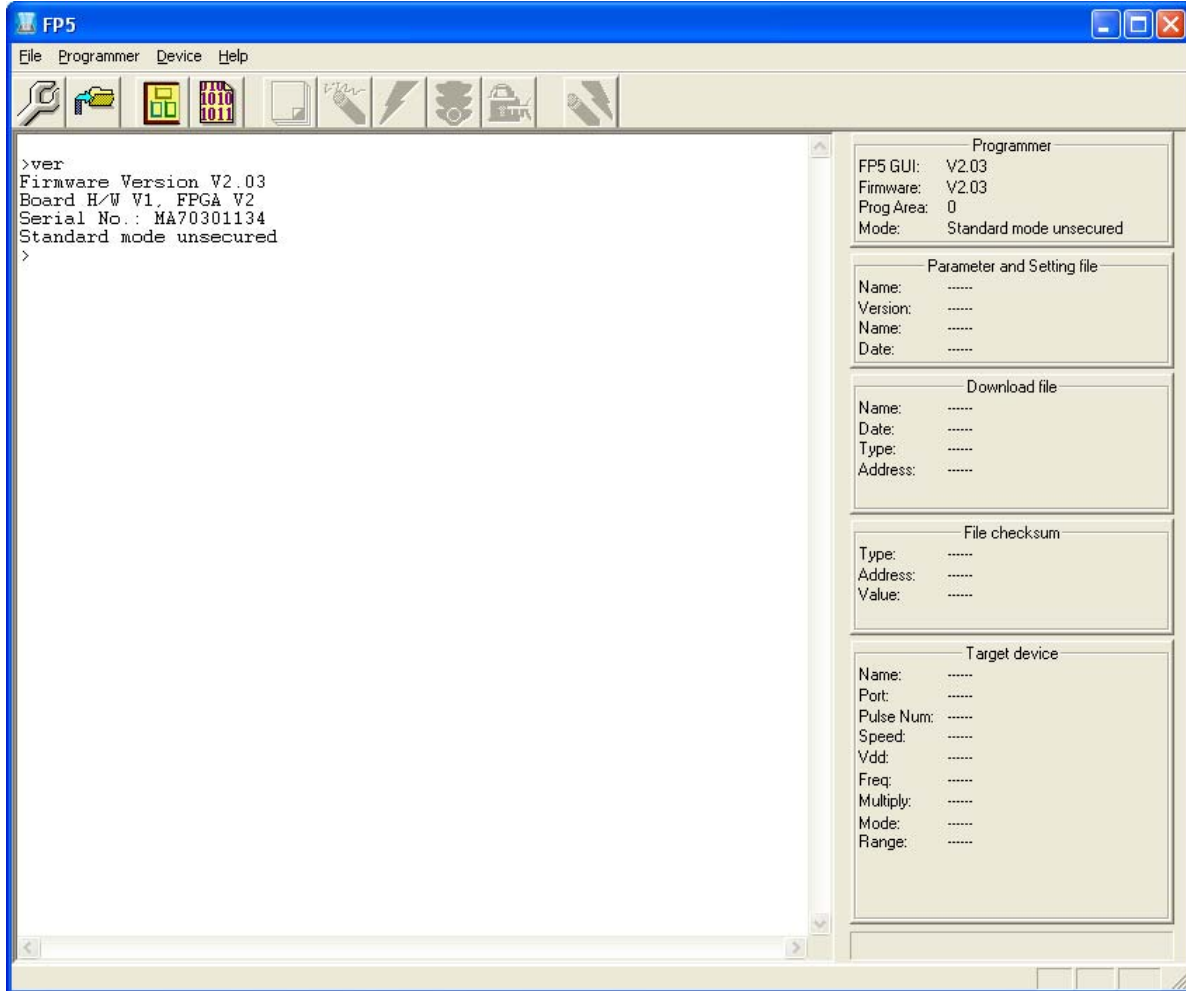 FP5
File Programmer Device Help
010
1010
1011
>ver
Firmware Version V2.03
Board H/W V1, FPGA V2
Serial No.: MA70301134
Standard mode unsecured
>
Programmer
FP5 GUI: V2.03
Firmware: V2.03
Prog Area: 0
Mode: Standard mode unsecured
Parameter and Setting file
Name: ------
Version: ------
Name: ------
Date: ------
Download file
Name: ------
Date: ------
Type: ------
Address: ------
File checksum
Type: ------
Address: ------
Value: ------
Target device
Name: ------
Port: ------
Pulse Num: ------
Speed: ------
Vdd: ------
Freq: ------
Multiply: ------
Mode: ------
Range: ------